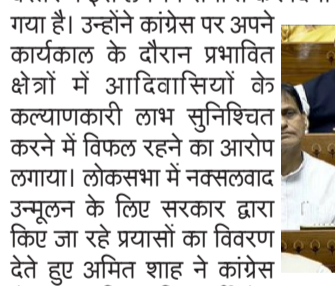 गया है। उन्होंने कांग्रेस पर अपने
कार्यकाल के दौरान प्रभावित
क्षेत्रों में आदिवासियों के
कल्याणकारी लाभ सुनिश्चित
करने में विफल रहने का आरोप
लगाया। लोकसभा में नक्सलवाद
उन्मूलन के लिए सरकार द्वारा
किए जा रहे प्रयासों का विवरण
देते हुए अमित शाह ने कांग्रेस